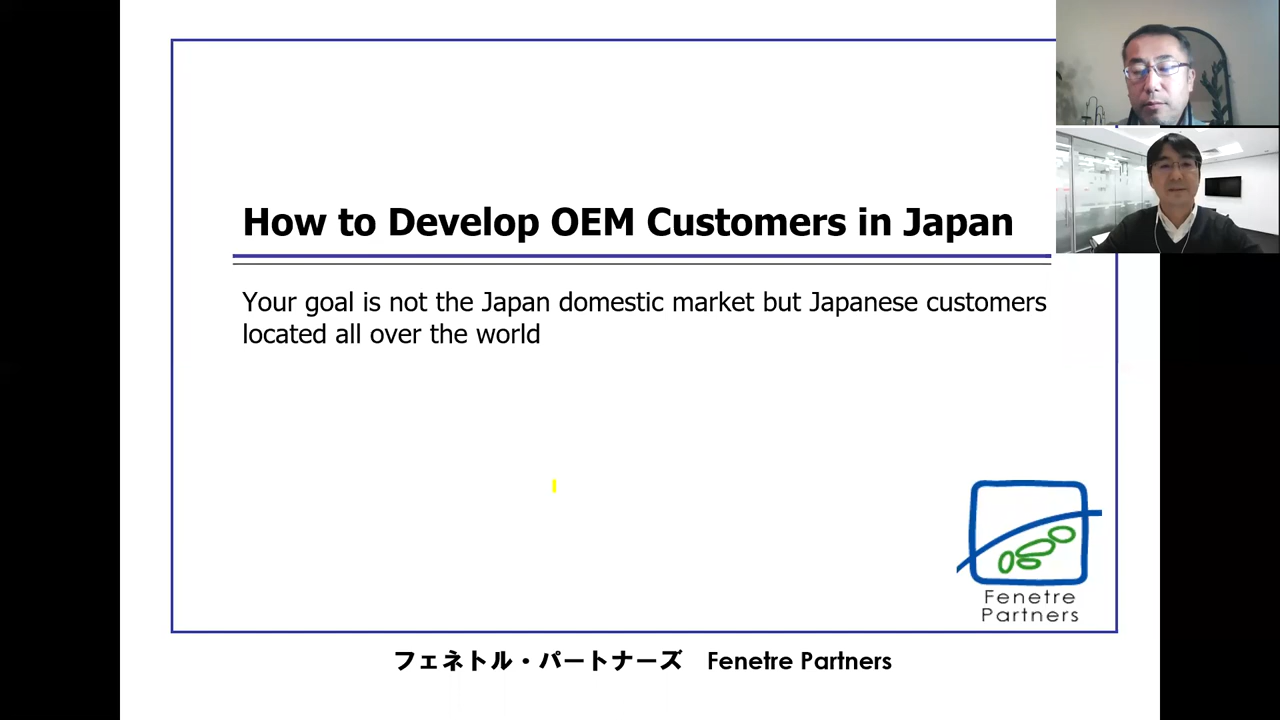 How to Develop OEM Customers in Japan
Your goal is not the Japan domestic market but Japanese customers
located all over the world
Fenetre
Partners
フェネトル・パートナーズ Fenetre Partners